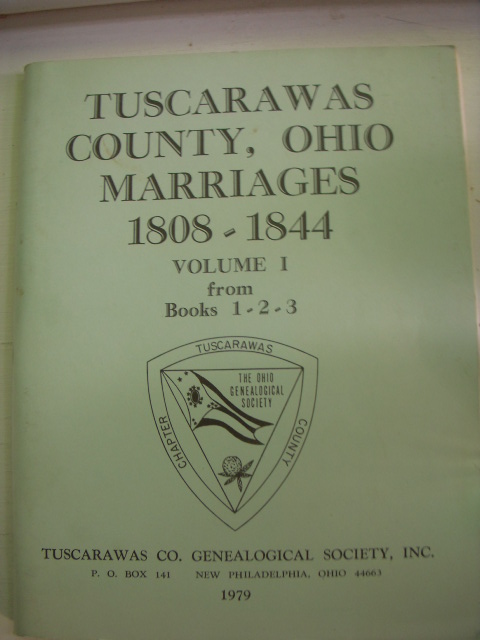 TUSCARAWAS
COUNTY, OHIO
MARRIAGES
1808 - 1844
VOLUME I
from
Books 1 - 2 - 3
TUSCARAWAS
THE OHIO
GENEALOGICAL
SOCIETY
CHAPTER
COUNTY
TUSCARAWAS CO. GENEALOGICAL SOCIETY, INC.
P. O. BOX 141 NEW PHILADELPHIA, OHIO 44663
1979